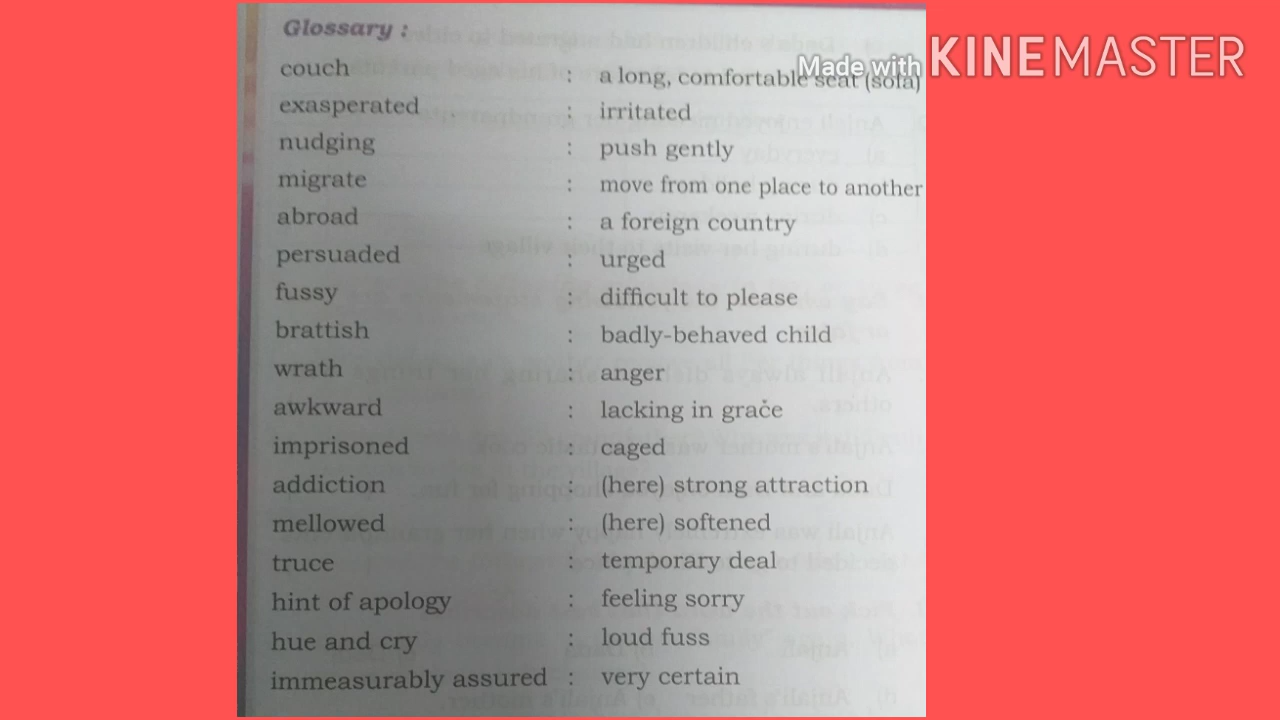 Glossary :
Made with KINEMASTER
couch : a long, comfortable seat (sofa)
exasperated : irritated
nudging : push gently
migrate : move from one place to another
abroad : a foreign country
persuaded : urged
fussy : difficult to please
brattish : badly-behaved child
wrath : anger
awkward : lacking in grace
imprisoned : caged
addiction : (here) strong attraction
mellowed : (here) softened
truce : temporary deal
hint of apology : feeling sorry
hue and cry : loud fuss
immeasurably assured : very certain